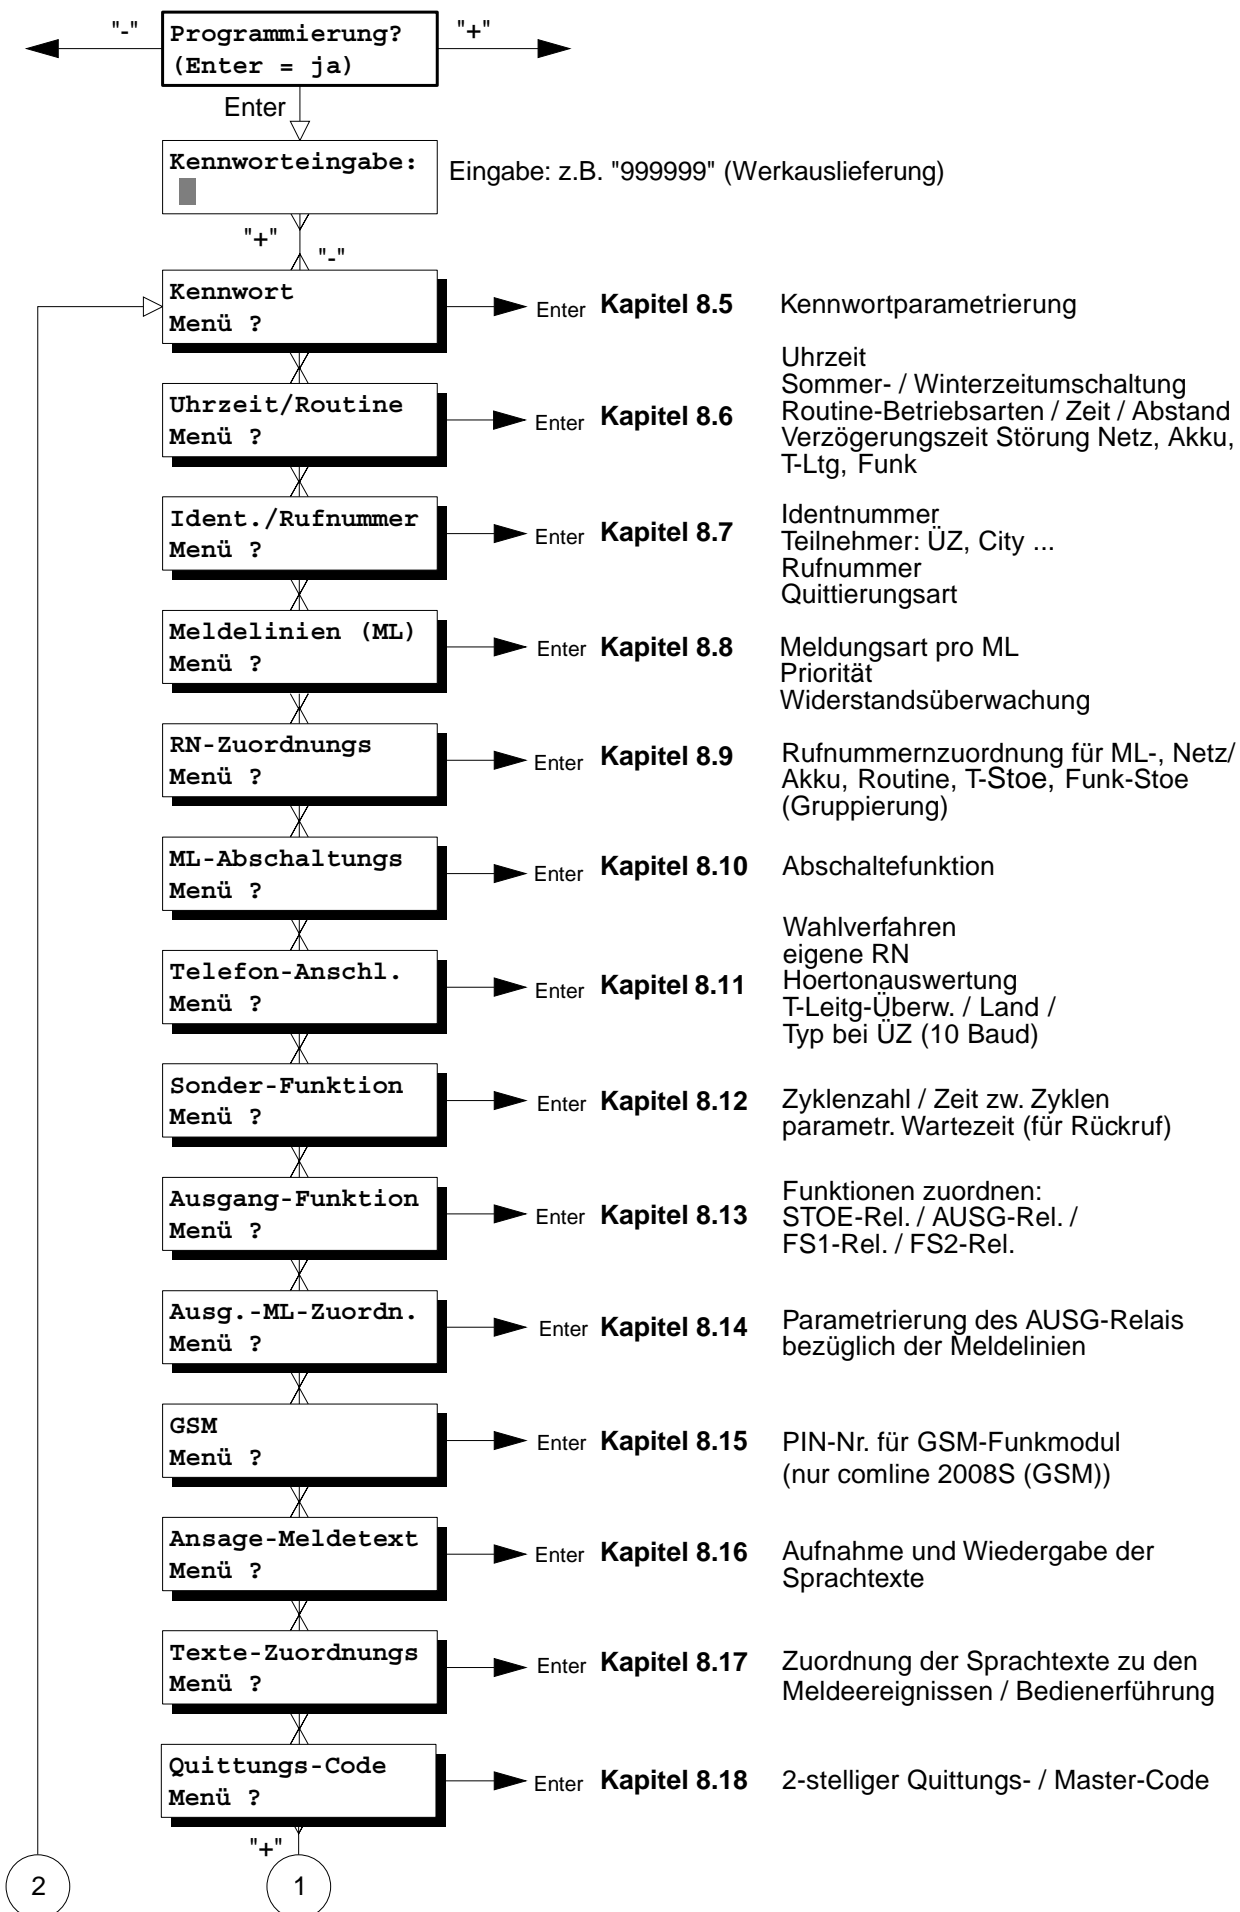 "-"
Programmierung?
(Enter = ja)
"+"
Enter
Kennworteingabe:
Eingabe: z.B. "999999" (Werkauslieferung)
"+"
"-"
Kennwort
Menü ?
Enter Kapitel 8.5
Kennwortparametrierung
Uhrzeit/Routine
Menü ?
Enter Kapitel 8.6
Uhrzeit
Sommer- / Winterzeitumschaltung
Routine-Betriebsarten / Zeit / Abstand
Verzögerungszeit Störung Netz, Akku,
T-Ltg, Funk
Ident./Rufnummer
Menü ?
Enter Kapitel 8.7
Identnummer
Teilnehmer: ÜZ, City ...
Rufnummer
Quittierungsart
Meldelinien (ML)
Menü ?
Enter Kapitel 8.8
Meldungsart pro ML
Priorität
Widerstandsüberwachung
RN-Zuordnungs
Menü ?
Enter Kapitel 8.9
Rufnummernzuordnung für ML-, Netz/
Akku, Routine, T-Stoe, Funk-Stoe
(Gruppierung)
ML-Abschaltungs
Menü ?
Enter Kapitel 8.10
Abschaltefunktion
Telefon-Anschl.
Menü ?
Enter Kapitel 8.11
Wahlverfahren
eigene RN
Hoertonauswertung
T-Leitg-Überw. / Land /
Typ bei ÜZ (10 Baud)
Sonder-Funktion
Menü ?
Enter Kapitel 8.12
Zyklenzahl / Zeit zw. Zyklen
parametr. Wartezeit (für Rückruf)
Ausgang-Funktion
Menü ?
Enter Kapitel 8.13
Funktionen zuordnen:
STOE-Rel. / AUSG-Rel. /
FS1-Rel. / FS2-Rel.
Ausg.-ML-Zuordn.
Menü ?
Enter Kapitel 8.14
Parametrierung des AUSG-Relais
bezüglich der Meldelinien
GSM
Menü ?
Enter Kapitel 8.15
PIN-Nr. für GSM-Funkmodul
(nur comline 2008S (GSM))
Ansage-Meldetext
Menü ?
Enter Kapitel 8.16
Aufnahme und Wiedergabe der
Sprachtexte
Texte-Zuordnungs
Menü ?
Enter Kapitel 8.17
Zuordnung der Sprachtexte zu den
Meldeereignissen / Bedienerführung
Quittungs-Code
Menü ?
Enter Kapitel 8.18
2-stelliger Quittungs- / Master-Code
"+"
2
1